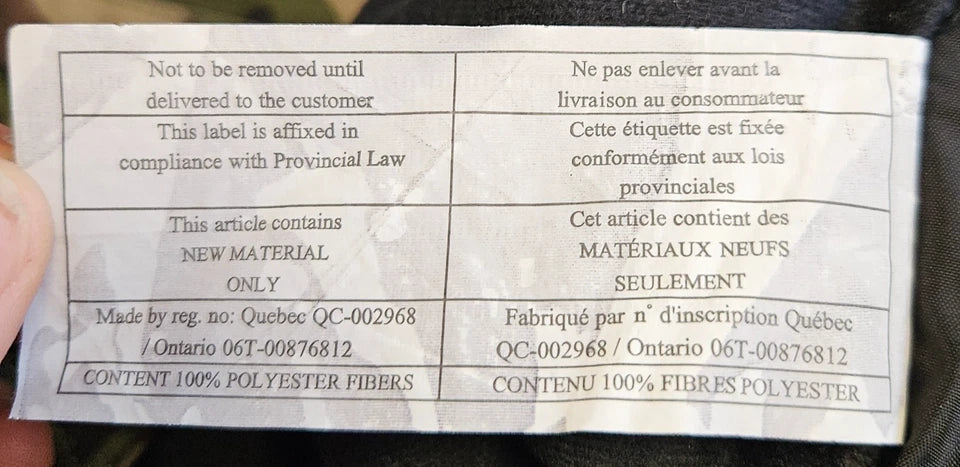 Not to be removed until
delivered to the customer
Ne pas enlever avant la
livraison au consommateur
This label is affixed in
compliance with Provincial Law
Cette étiquette est fixée
conformément aux lois
provinciales
This article contains
NEW MATERIAL
ONLY
Cet article contient des
MATÉRIAUX NEUFS
SEULEMENT
Made by reg. no: Quebec QC-002968
/ Ontario 06T-00876812
Fabriqué par n° d'inscription Québec
QC-002968 / Ontario 06T-00876812
CONTENT 100% POLYESTER FIBERS
CONTENU 100% FIBRES POLYESTER